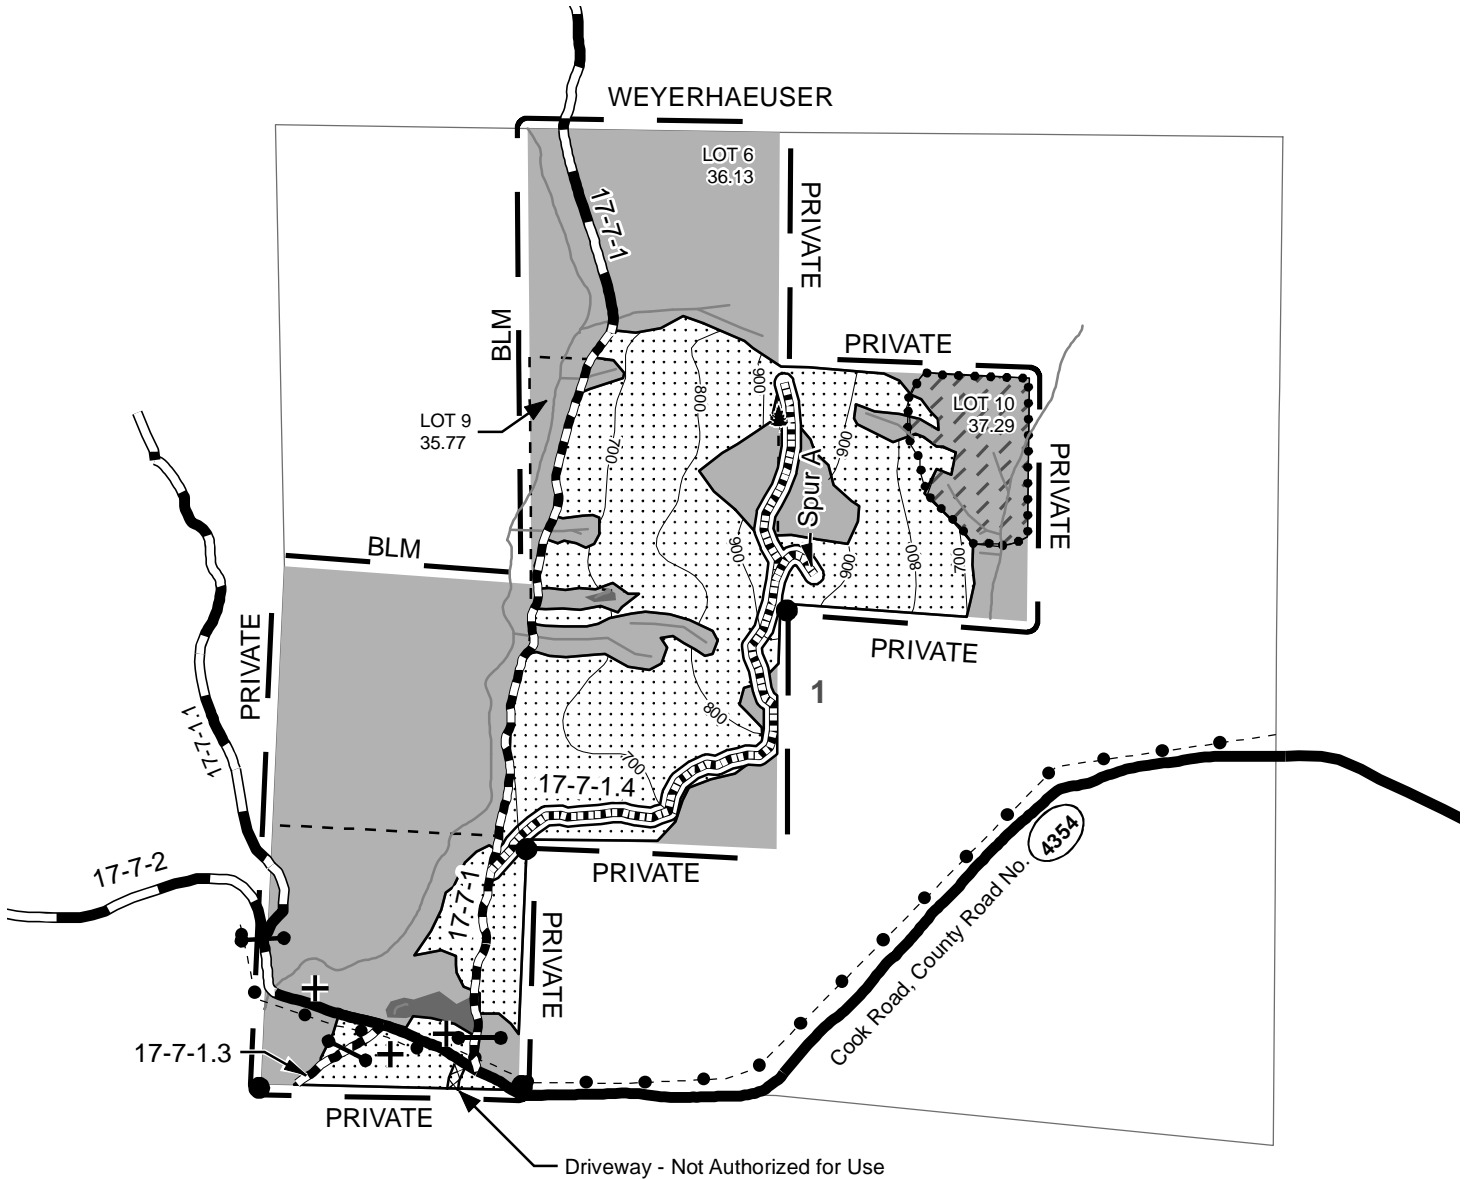 WEYERHAEUSER
LOT 6
36.13
17-7-1
PRIVATE
BLM
PRIVATE
LOT 10
37.29
LOT 9
35.77
900
800
700
900
Spur A
PRIVATE
BLM
900
900
800
700
PRIVATE
PRIVATE
1
17-7-1.1
800
700
17-7-1.4
4354
Cook Road, County Road No.
17-7-2
PRIVATE
17-7-1
PRIVATE
17-7-1.3
PRIVATE
Driveway - Not Authorized for Use